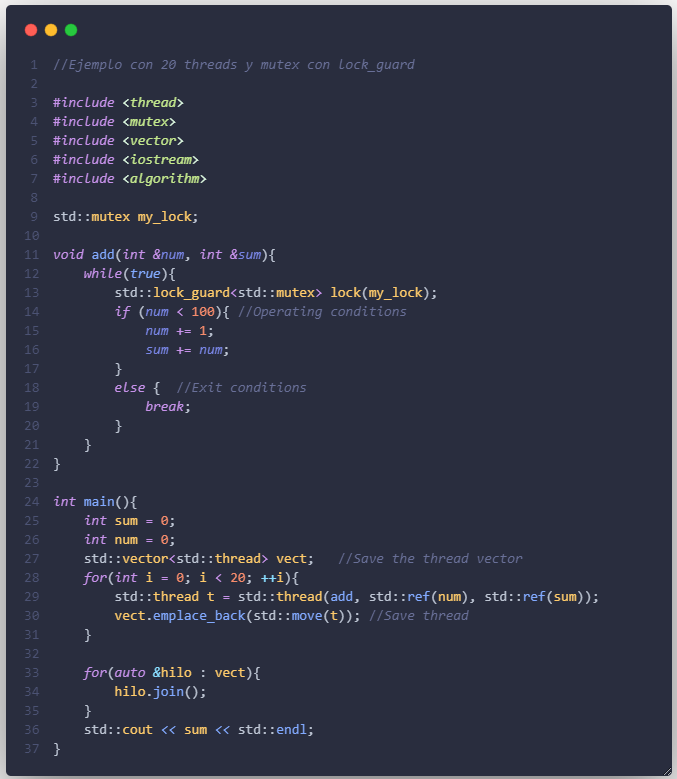 1 //Ejemplo con 20 threads y mutex con lock_guard
2
3 #include <thread>
4 #include <mutex>
5 #include <vector>
6 #include <iostream>
7 #include <algorithm>
8
9 std::mutex my_lock;
10
11 void add(int &num, int &sum){
12     while(true){
13         std::lock_guard<std::mutex> lock(my_lock);
14         if (num < 100){ //Operating conditions
15             num += 1;
16             sum += num;
17         }
18         else {  //Exit conditions
19             break;
20         }
21     }
22 }
23
24 int main(){
25     int sum = 0;
26     int num = 0;
27     std::vector<std::thread> vect;   //Save the thread vector
28     for(int i = 0; i < 20; ++i){
29         std::thread t = std::thread(add, std::ref(num), std::ref(sum));
30         vect.emplace_back(std::move(t)); //Save thread
31     }
32
33     for(auto &hilo : vect){
34         hilo.join();
35     }
36     std::cout << sum << std::endl;
37 }